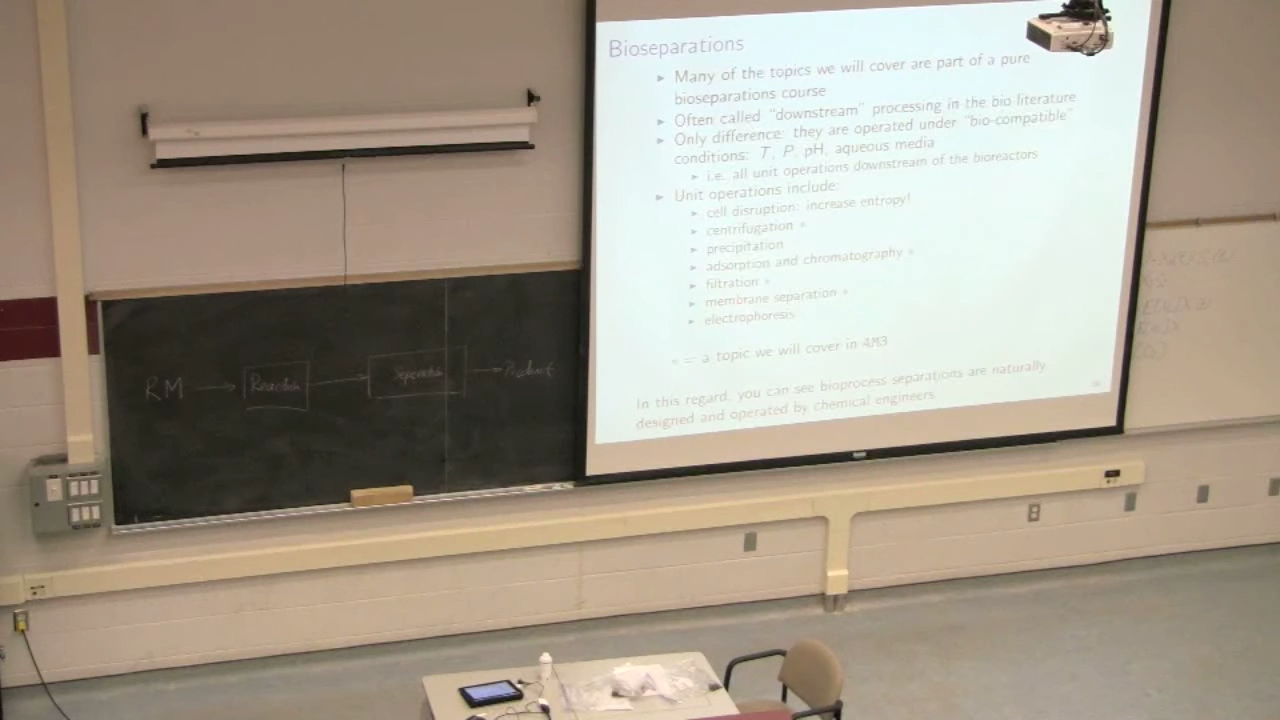 Bioseparations
▸ Many of the topics we will cover are part of a pure
bioseparations course
▸ Often called "downstream" processing in the bio literature
▸ Only difference: they are operated under "bio-compatible"
conditions: T, P, pH, aqueous media
▸ i.e. all unit operations downstream of the bioreactors
▸ Unit operations include:
▸ cell disruption: increase entropy!
▸ centrifugation *
▸ precipitation
▸ adsorption and chromatography *
▸ filtration *
▸ membrane separation *
▸ electrophoresis
* = a topic we will cover in 4M3
In this regard, you can see bioprocess separations are naturally
designed and operated by chemical engineers
RM → Reaction → Separation → Product